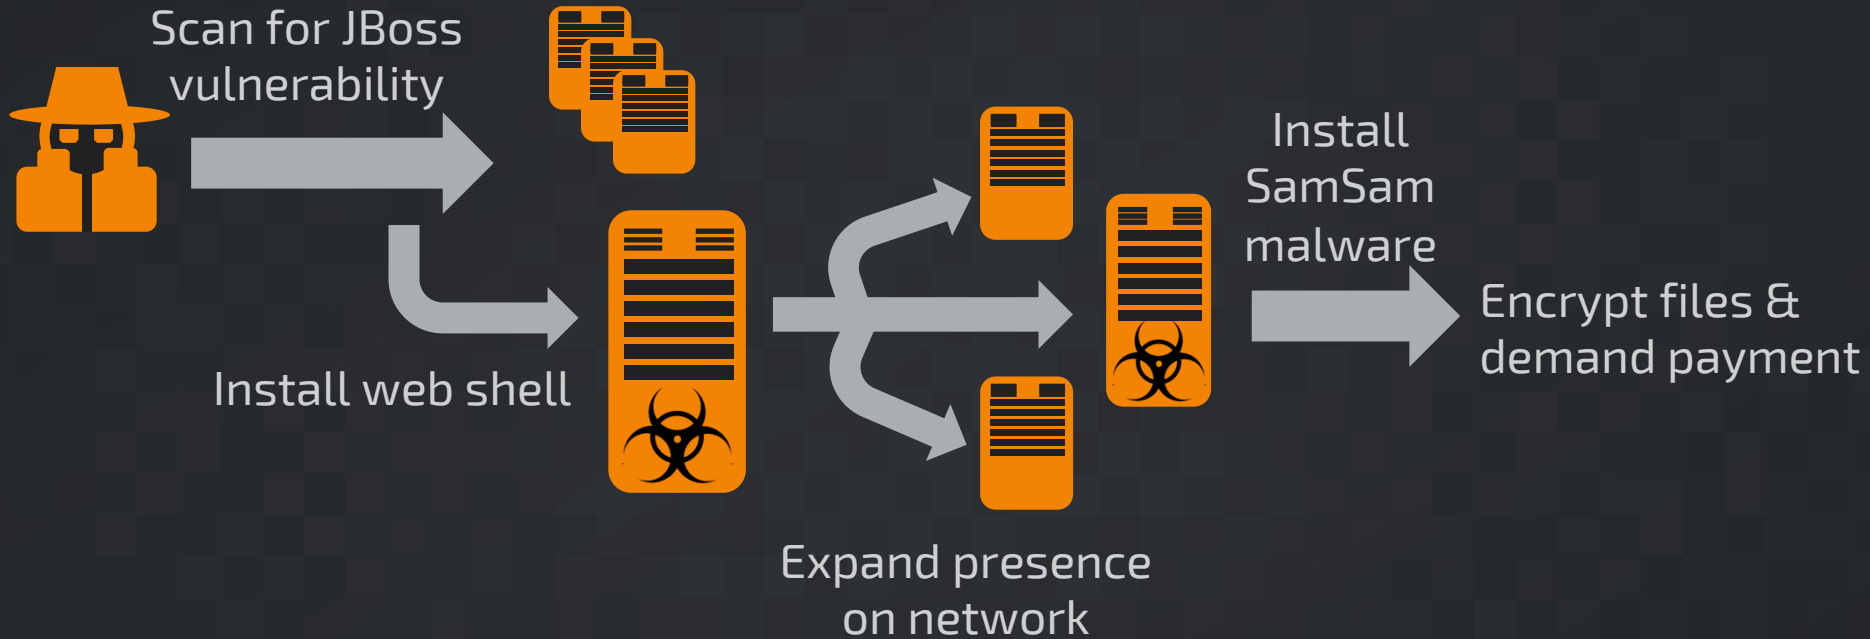 Scan for JBoss
vulnerability
Install web shell
Expand presence
on network
Install
SamSam
malware
Encrypt files &
demand payment